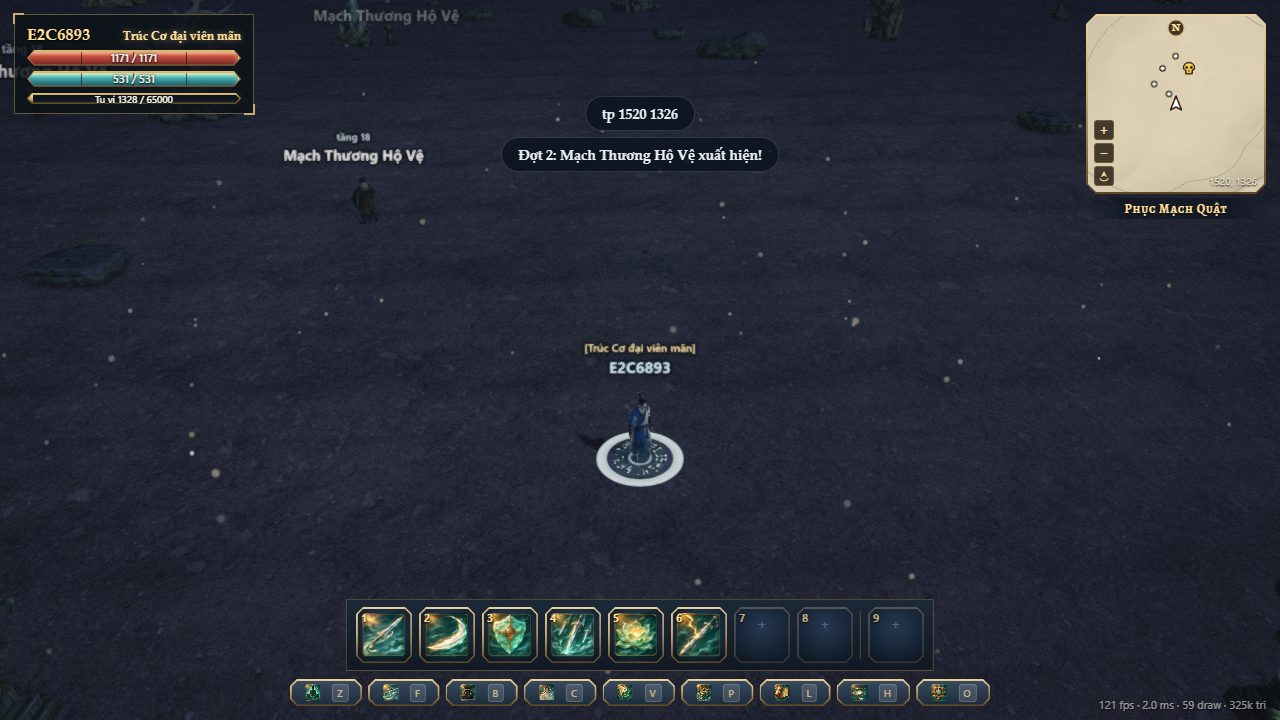 Mạch Thương Hộ Vệ
E2C6893
Trúc Cơ đại viên mãn
1171 / 1171
531 / 531
Tu vi 1328 / 65000
tầng 18
Mạch Thương Hộ Vệ
tp 1520 1326
Đợt 2: Mạch Thương Hộ Vệ xuất hiện!
N
+
−
1520, 1326
Phục Mạch Quật
[Trúc Cơ đại viên mãn]
E2C6893
1
2
3
4
5
6
7
+
8
+
9
+
Z
F
B
C
V
P
L
H
O
121 fps · 2.0 ms · 59 draw · 325k tri